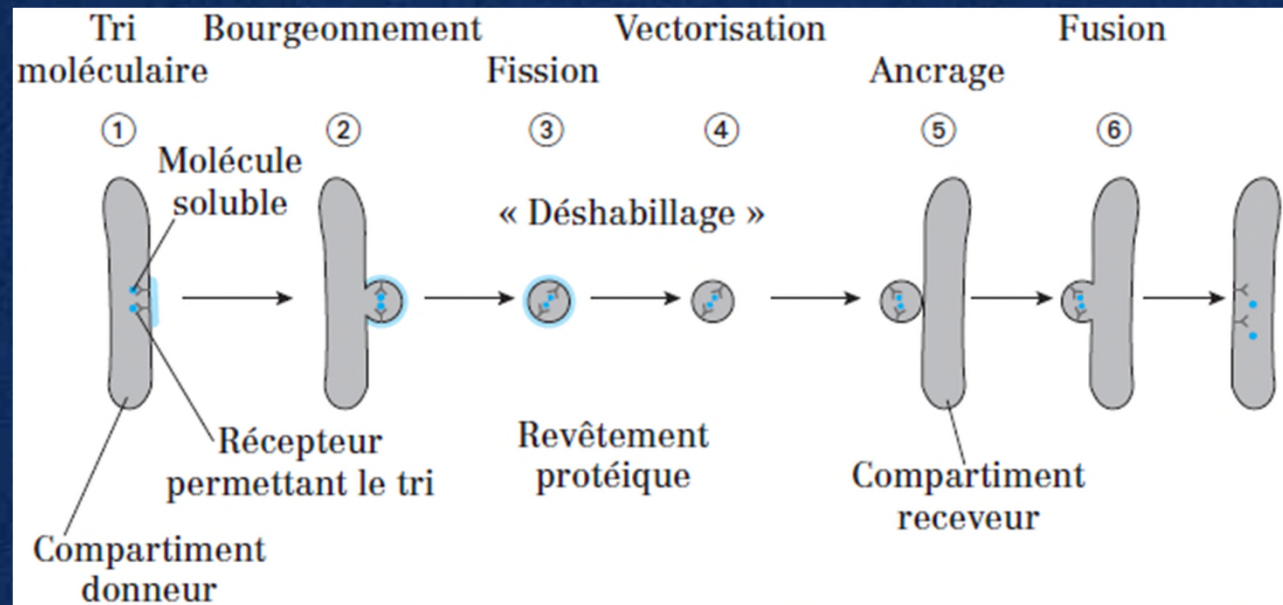 Tri
moléculaire
Bourgeonnement
Fission
Vectorisation
Ancrage
Fusion
①
②
③
④
⑤
⑥
Molécule
soluble
« Déshabillage »
Récepteur
permettant le tri
Revêtement
protéique
Compartiment
receveur
Compartiment
donneur